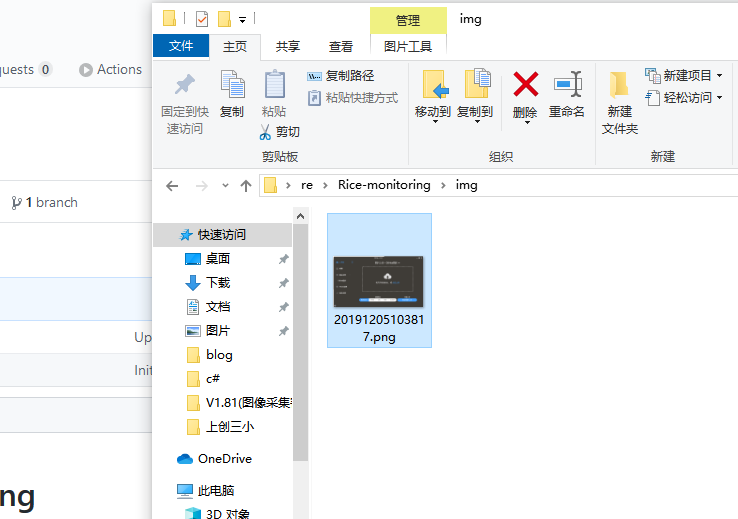 管理
img
文件
主页
共享
查看
图片工具
固定到快
速访问
复制
粘贴
复制路径
粘贴快捷方式
剪切
移动到
复制到
删除
重命名
新建
文件夹
新建项目
轻松访问
剪贴板
组织
新建
re
Rice-monitoring
img
快速访问
桌面
下载
文档
图片
blog
c#
V1.81(图像采集
上创三小
OneDrive
此电脑
3D 对象
2019120510381
7.png
quests 0
Actions
1 branch
Up
Init
ng